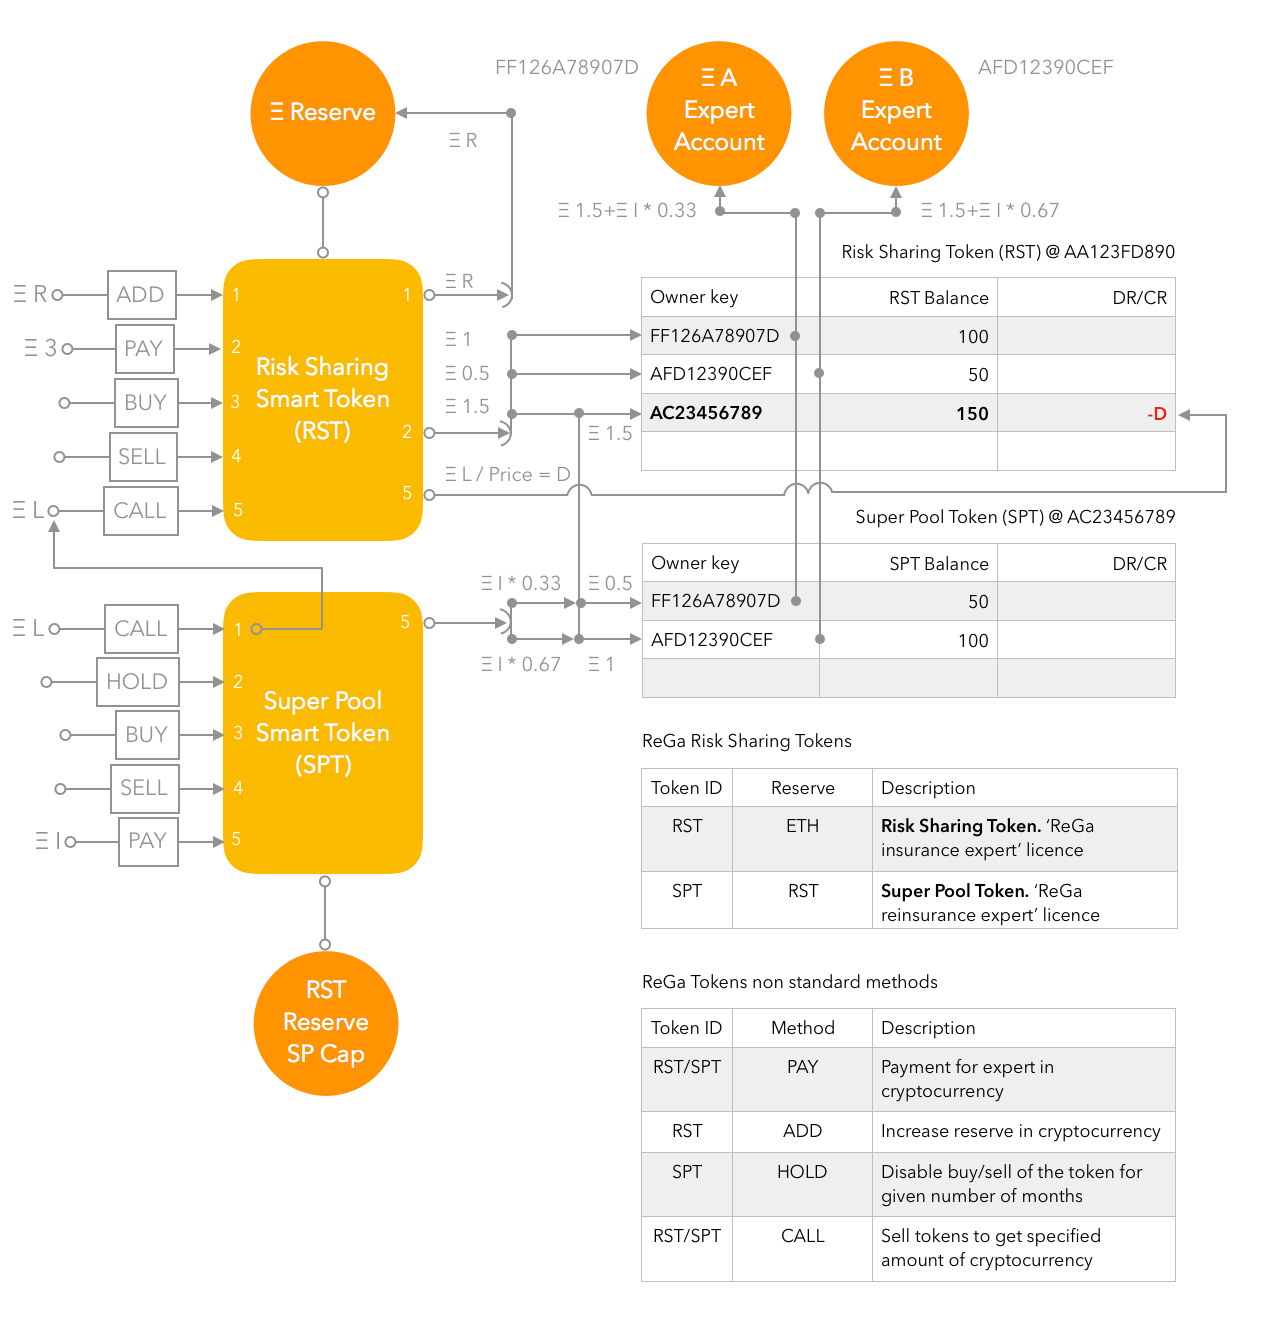 FF126A78907D
AFD12390CEF
Ξ Reserve
Ξ A
Expert
Account
Ξ B
Expert
Account
Ξ R
Ξ 1.5+Ξ I * 0.33
Ξ 1.5+Ξ I * 0.67
Risk Sharing Token (RST) @ AA123FD890
Ξ R ADD 1
Ξ 3 PAY 2
BUY 3
SELL 4
Ξ L CALL 5
Risk Sharing
Smart Token
(RST)
1 Ξ R
Ξ 1
Ξ 0.5
Ξ 1.5
2
Ξ 1.5
Ξ L / Price = D
5
Owner key RST Balance DR/CR
FF126A78907D 100
AFD12390CEF 50
AC23456789 150 -D
Super Pool Token (SPT) @ AC23456789
Owner key SPT Balance DR/CR
FF126A78907D 50
AFD12390CEF 100
Ξ L CALL 1
HOLD 2
BUY 3
SELL 4
Ξ I PAY 5
Super Pool
Smart Token
(SPT)
5
Ξ I * 0.33 Ξ 0.5
Ξ I * 0.67 Ξ 1
RST
Reserve
SP Cap
ReGa Risk Sharing Tokens
Token ID Reserve Description
RST ETH Risk Sharing Token. ‘ReGa
insurance expert’ licence
SPT RST Super Pool Token. ‘ReGa
reinsurance expert’ licence
ReGa Tokens non standard methods
Token ID Method Description
RST/SPT PAY Payment for expert in
cryptocurrency
RST ADD Increase reserve in cryptocurrency
SPT HOLD Disable buy/sell of the token for
given number of months
RST/SPT CALL Sell tokens to get specified
amount of cryptocurrency